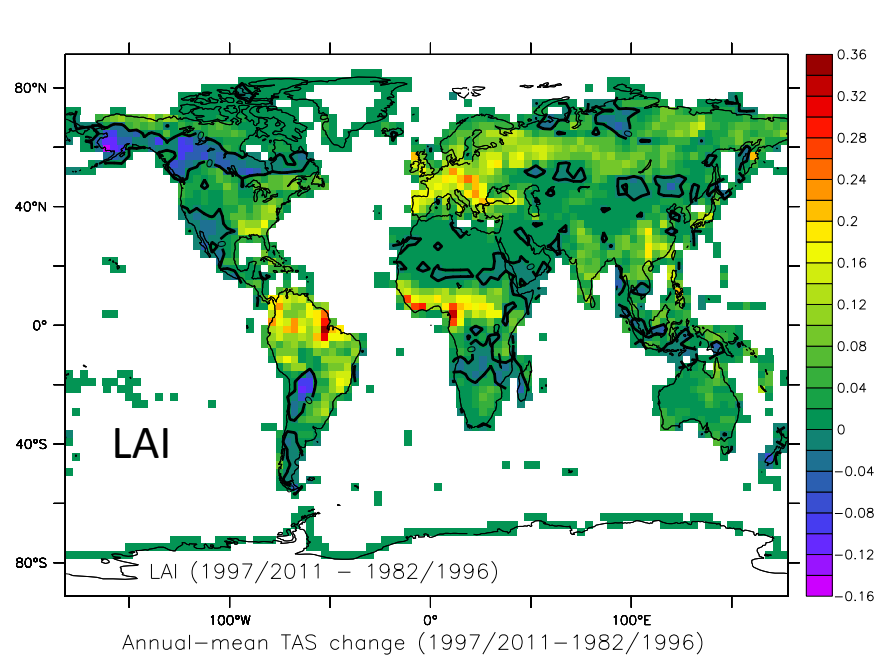 80°N
40°N
0°
40°S
80°S
100°W
0°
100°E
LAI
LAI (1997/2011 − 1982/1996)
Annual−mean TAS change (1997/2011−1982/1996)
0.36
0.32
0.28
0.24
0.2
0.16
0.12
0.08
0.04
0
−0.04
−0.08
−0.12
−0.16